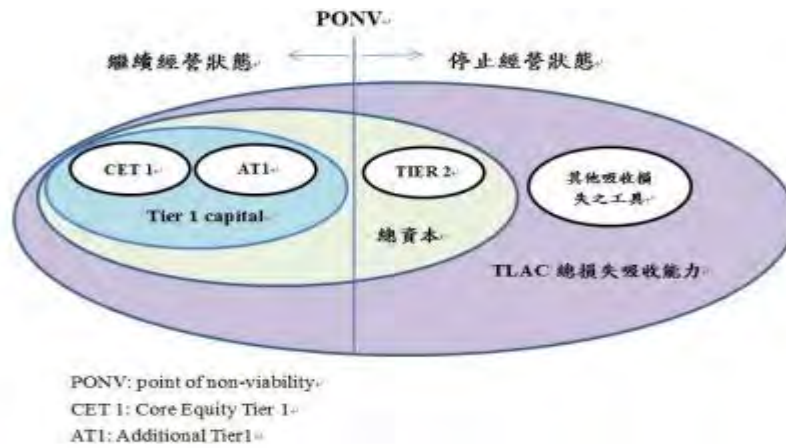 PONV
繼續經營狀態
停止經營狀態
CET 1
AT1
TIER 2
其他吸收損
失之工具
Tier 1 capital
總資本
TLAC 總損失吸收能力
PONV: point of non-viability
CET 1: Core Equity Tier 1
AT1: Additional Tier1